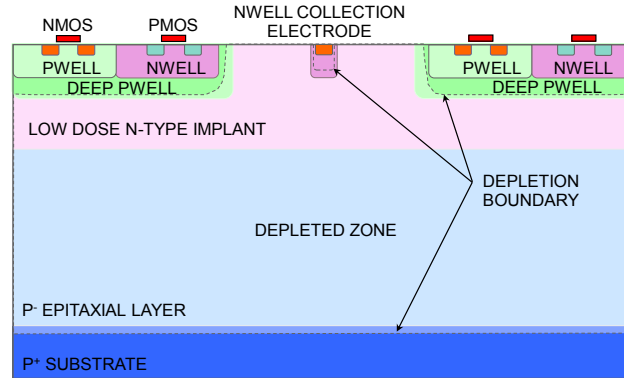 NMOS
PMOS
NWELL COLLECTION
ELECTRODE
PWELL
NWELL
PWELL
NWELL
DEEP PWELL
DEEP PWELL
LOW DOSE N-TYPE IMPLANT
DEPLETION
BOUNDARY
DEPLETED ZONE
P⁻ EPITAXIAL LAYER
P⁺ SUBSTRATE